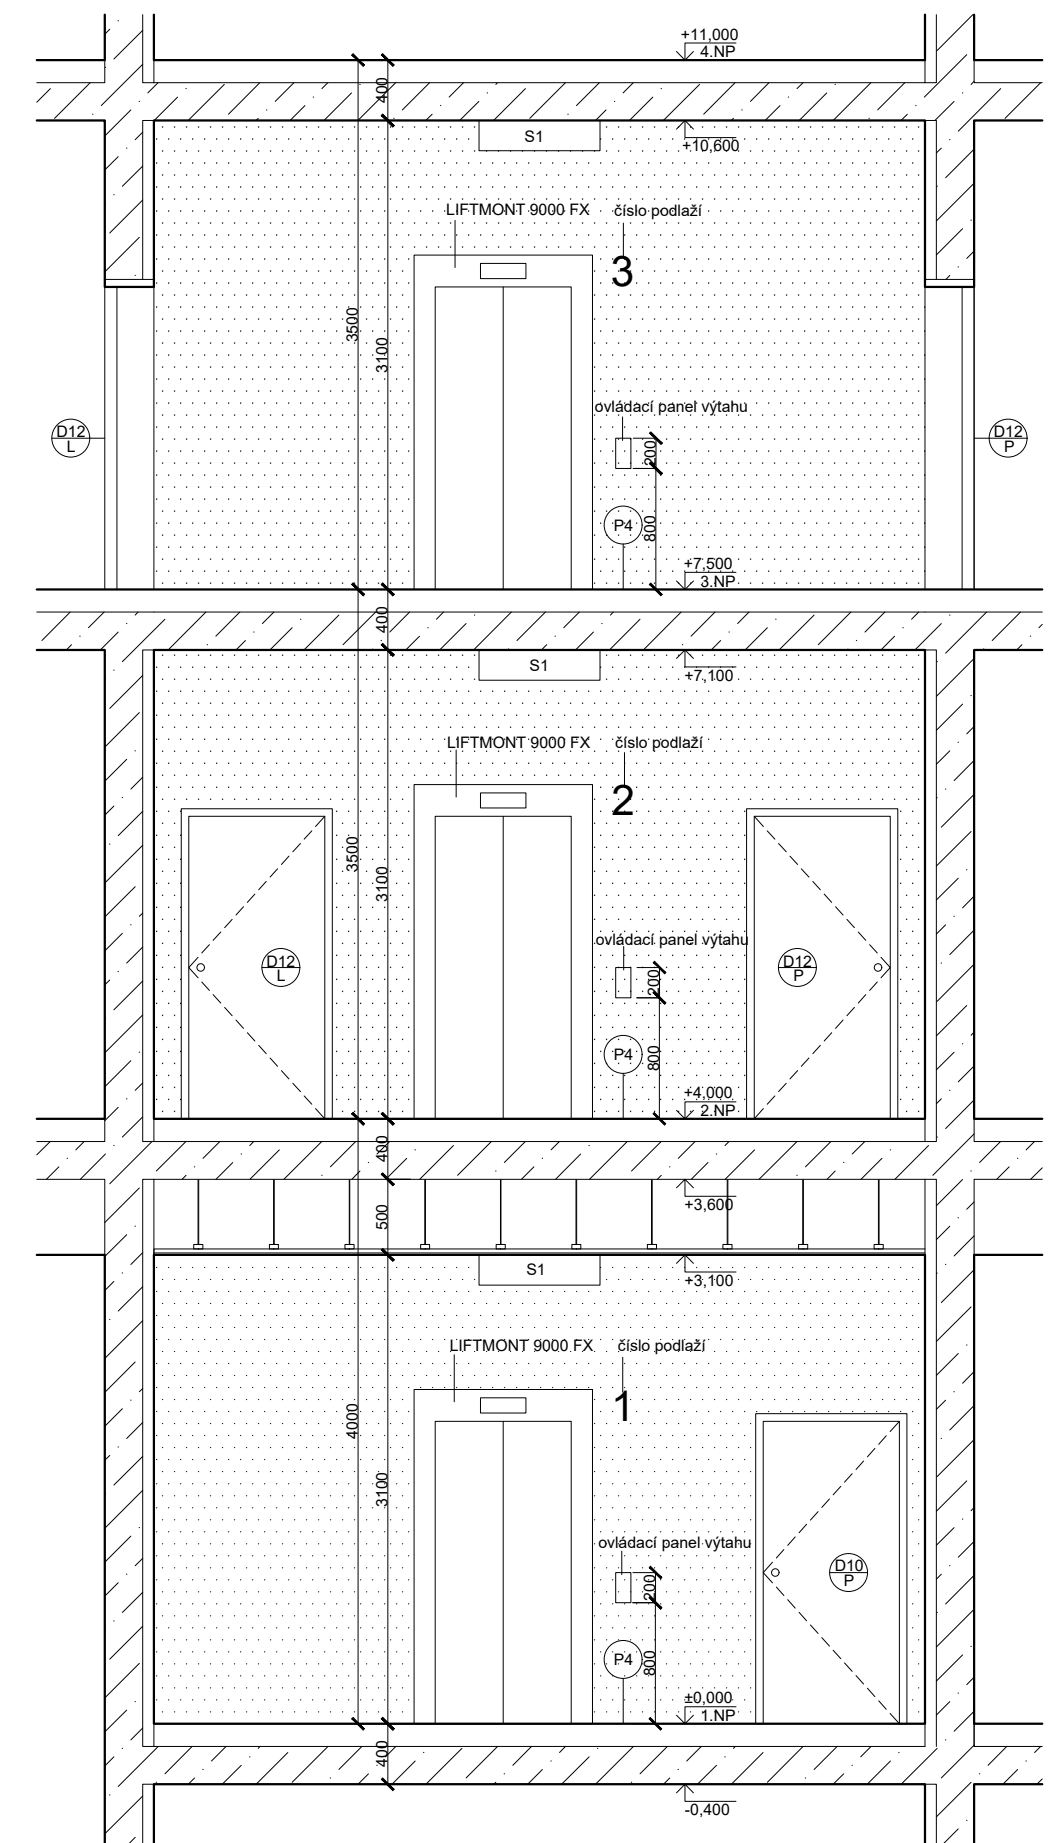 +11,000
4.NP
400
S1
+10,600
LIFTMONT 9000 FX
číslo podlaží
3
3500
3100
ovládací panel výtahu
D12
L
D12
P
200
P4
800
+7,500
3.NP
400
S1
+7,100
LIFTMONT 9000 FX
číslo podlaží
2
3500
3100
ovládací panel výtahu
D12
L
200
D12
P
P4
800
+4,000
2.NP
400
500
+3,600
S1
+3,100
LIFTMONT 9000 FX
číslo podlaží
1
4000
3100
ovládací panel výtahu
200
D10
P
P4
800
±0,000
1.NP
400
-0,400